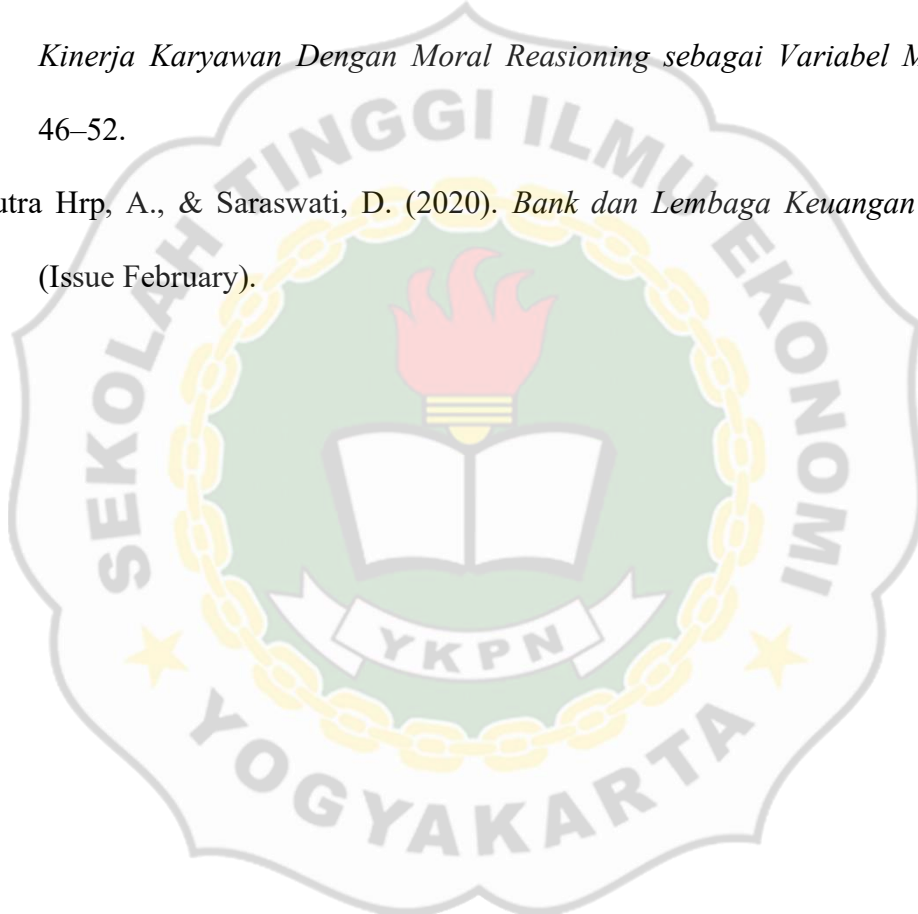 Kinerja Karyawan Dengan Moral Reasioning sebagai Variabel M
46–52.
utra Hrp, A., & Saraswati, D. (2020). Bank dan Lembaga Keuangan
(Issue February).
SEKOLAH TINGGI ILMU EKONOMI
YKPN
YOGYAKARTA